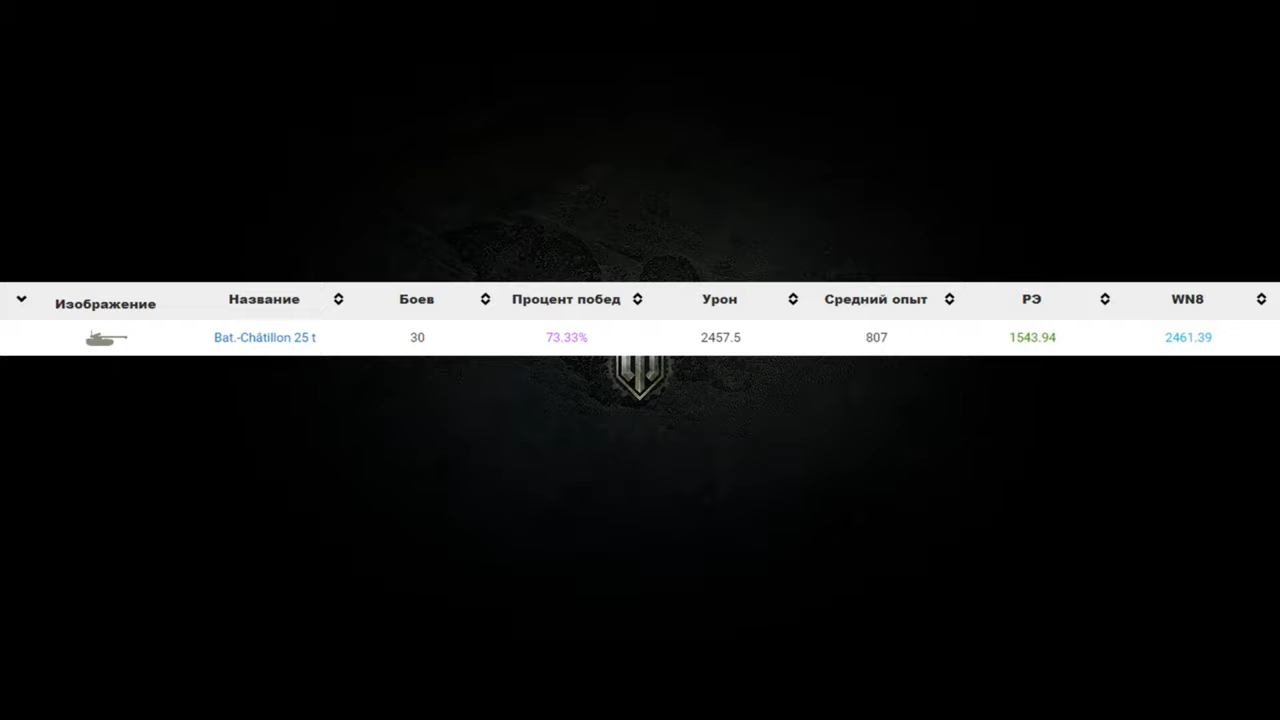 Изображение Название Боев Процент побед Урон Средний опыт РЭ WN8
Bat.-Châtillon 25 t 30 73.33% 2457.5 807 1543.94 2461.39